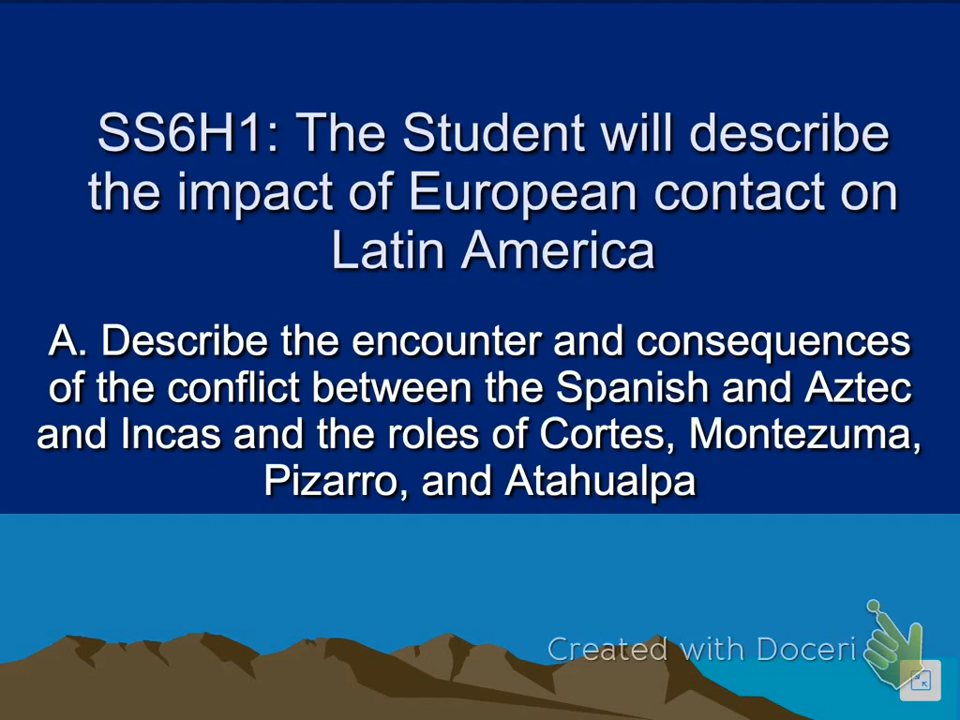 SS6H1: The Student will describe
the impact of European contact on
Latin America
A. Describe the encounter and consequences
of the conflict between the Spanish and Aztec
and Incas and the roles of Cortes, Montezuma,
Pizarro, and Atahualpa
Created with Doceri